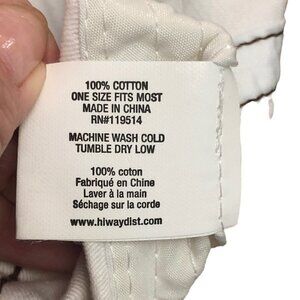 100% COTTON
ONE SIZE FITS MOST
MADE IN CHINA
RN#119514
MACHINE WASH COLD
TUMBLE DRY LOW
100% coton
Fabriqué en Chine
Laver à la main
Séchage sur la corde
www.hiwaydist.com